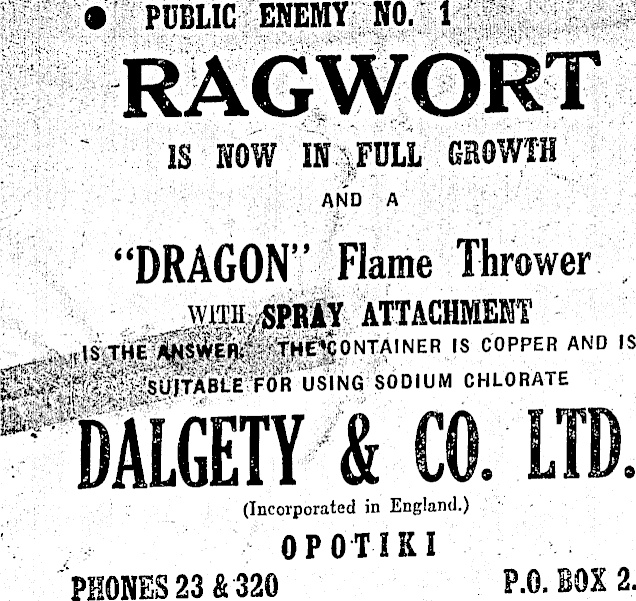 ● PUBLIC ENEMY NO. 1
RAGWORT
IS NOW IN FULL GROWTH
AND A
"DRAGON" Flame Thrower
WITH SPRAY ATTACHMENT
IS THE ANSWER. THE CONTAINER IS COPPER AND IS
SUITABLE FOR USING SODIUM CHLORATE
DALGETY & CO. LTD.
(Incorporated in England.)
OPOTIKI
PHONES 23 & 320 P.O. BOX 2.